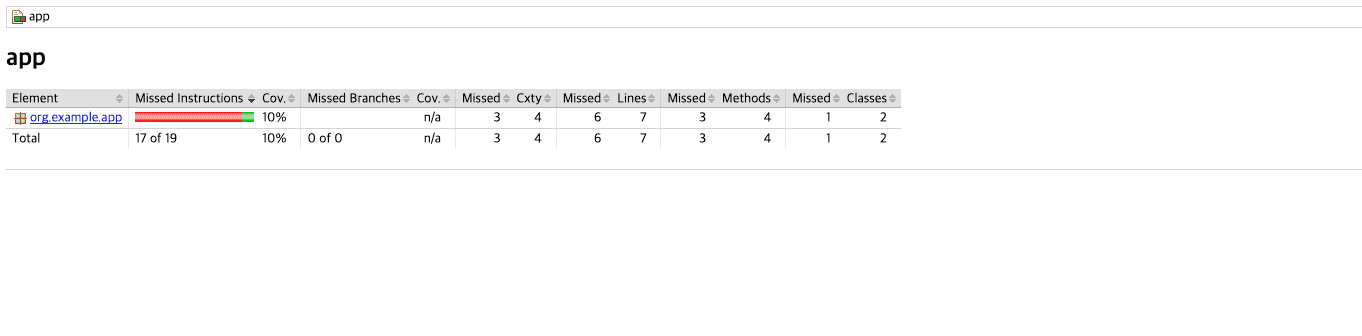 app
app
Element Missed Instructions Cov. Missed Branches Cov. Missed Cxty Missed Lines Missed Methods Missed Classes
org.example.app 10% n/a 3 4 6 7 3 4 1 2
Total 17 of 19 10% 0 of 0 n/a 3 4 6 7 3 4 1 2